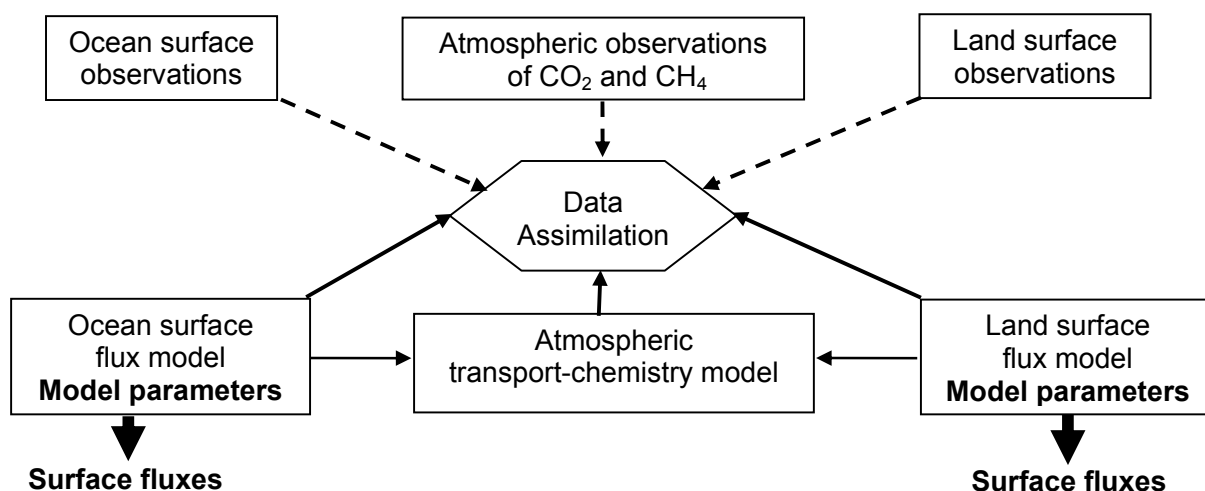 Ocean surface
observations
Atmospheric observations
of CO₂ and CH₄
Land surface
observations
Data
Assimilation
Ocean surface
flux model
Model parameters
Atmospheric
transport-chemistry model
Land surface
flux model
Model parameters
Surface fluxes
Surface fluxes